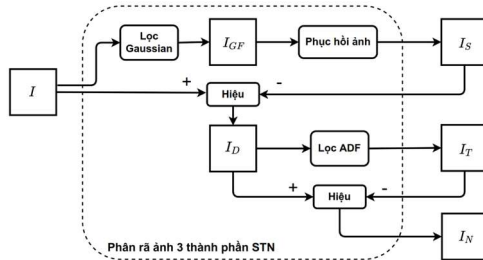 Lọc
Gaussian
I_GF
Phục hồi ảnh
I_S
I
+
Hiệu
-
I_D
Lọc ADF
I_T
+
Hiệu
-
Phân rã ảnh 3 thành phần STN
I_N